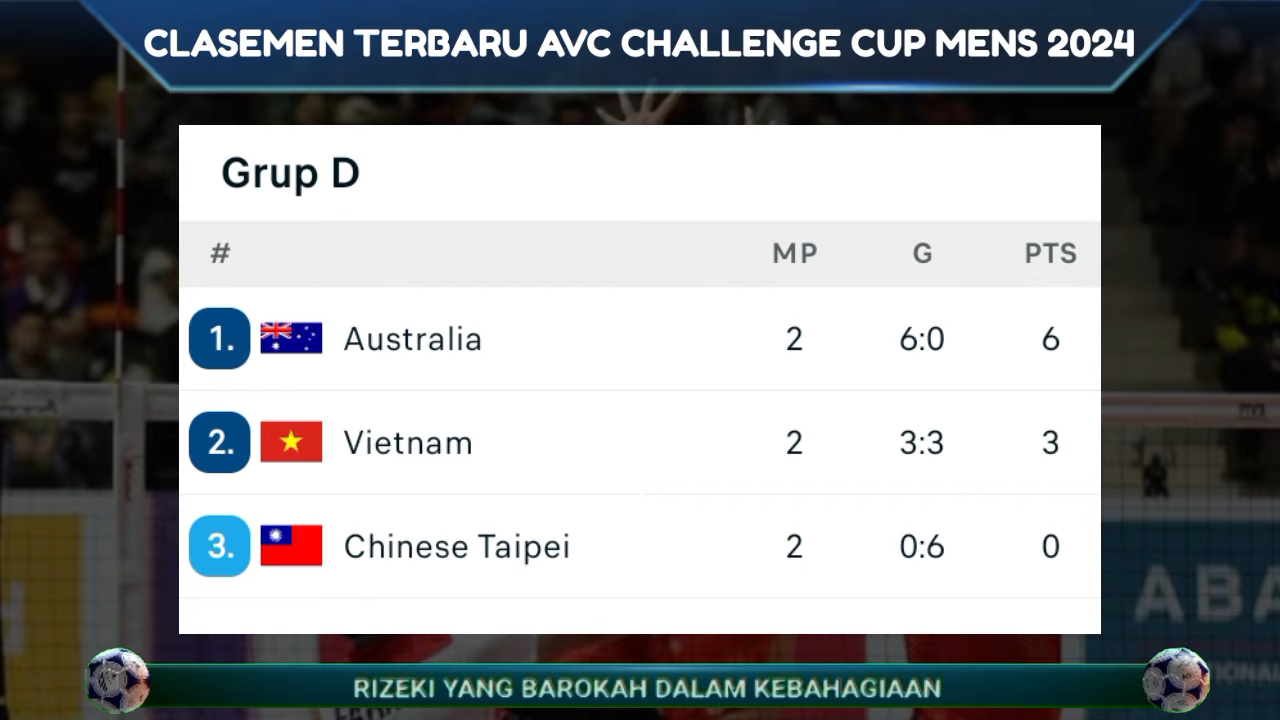 CLASEMEN TERBARU AVC CHALLENGE CUP MENS 2024
Grup D
# MP G PTS
1. Australia 2 6:0 6
2. Vietnam 2 3:3 3
3. Chinese Taipei 2 0:6 0
ABA
RIZEKI YANG BAROKAH DALAM KEBAHAGIAAN